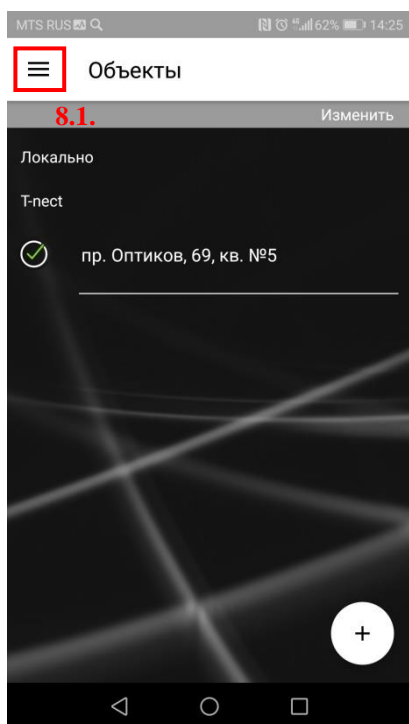 MTS RUS 62% 14:25
Объекты
8.1.
Изменить
Локально
T-nect
пр. Оптиков, 69, кв. №5
+